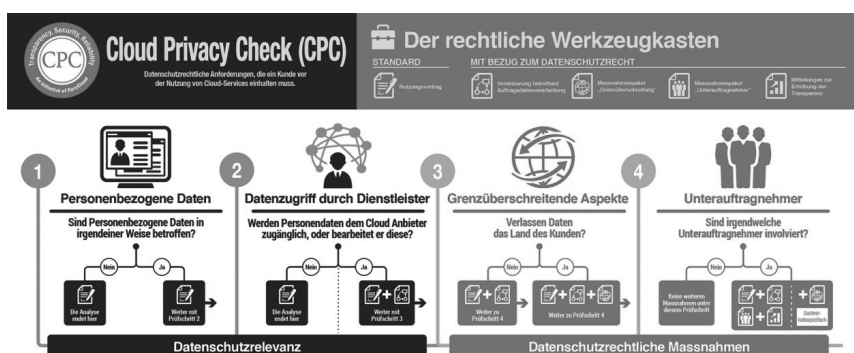 Transparency, Security, Reliability
CPC
An Initiative of EuroCloud
Cloud Privacy Check (CPC)
Datenschutzrechtliche Anforderungen, die ein Kunde vor
der Nutzung von Cloud-Services einhalten muss.
Der rechtliche Werkzeugkasten
STANDARD
Nutzungsvertrag
MIT BEZUG ZUM DATENSCHUTZRECHT
Vereinbarung betreffend
Auftragsdatenverarbeitung
Massnahmenpaket
„Grenzüberschreitung“
Massnahmenpaket
„Unterauftragnehmer“
Mitteilungen zur
Erhöhung der
Transparenz
1
Personenbezogene Daten
Sind Personenbezogene Daten in
irgendeiner Weise betroffen?
Nein
Ja
Die Analyse
endet hier
Weiter mit
Prüfschritt 2
2
Datenzugriff durch Dienstleister
Werden Personendaten dem Cloud Anbieter
zugänglich, oder bearbeitet er diese?
Nein
Ja
Die Analyse
endet hier
+
Weiter mit
Prüfschritt 3
3
Grenzüberschreitende Aspekte
Verlassen Daten
das Land des Kunden?
Nein
Ja
+
Weiter zu
Prüfschritt 4
+ +
Weiter zu Prüfschritt 4
4
Unterauftragnehmer
Sind irgendwelche
Unterauftragnehmer involviert?
Nein
Ja
Keine weiteren
Massnahmen unter
diesem Prüfschritt
+ +
+
+
Sachver-
haltsspezifisch
Datenschutzrelevanz
Datenschutzrechtliche Massnahmen